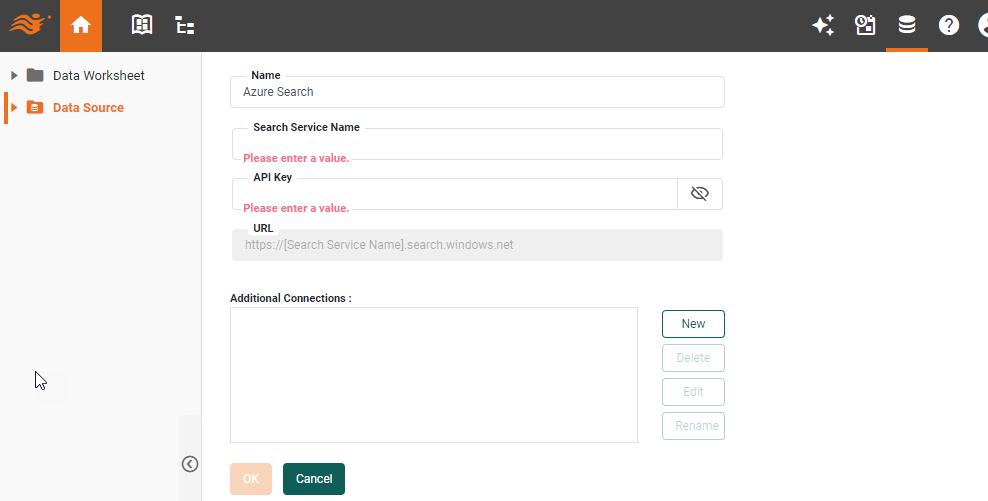 Data Worksheet
Data Source
Name
Azure Search
Search Service Name
Please enter a value.
API Key
Please enter a value.
URL
https://[Search Service Name].search.windows.net
Additional Connections :
New
Delete
Edit
Rename
OK
Cancel